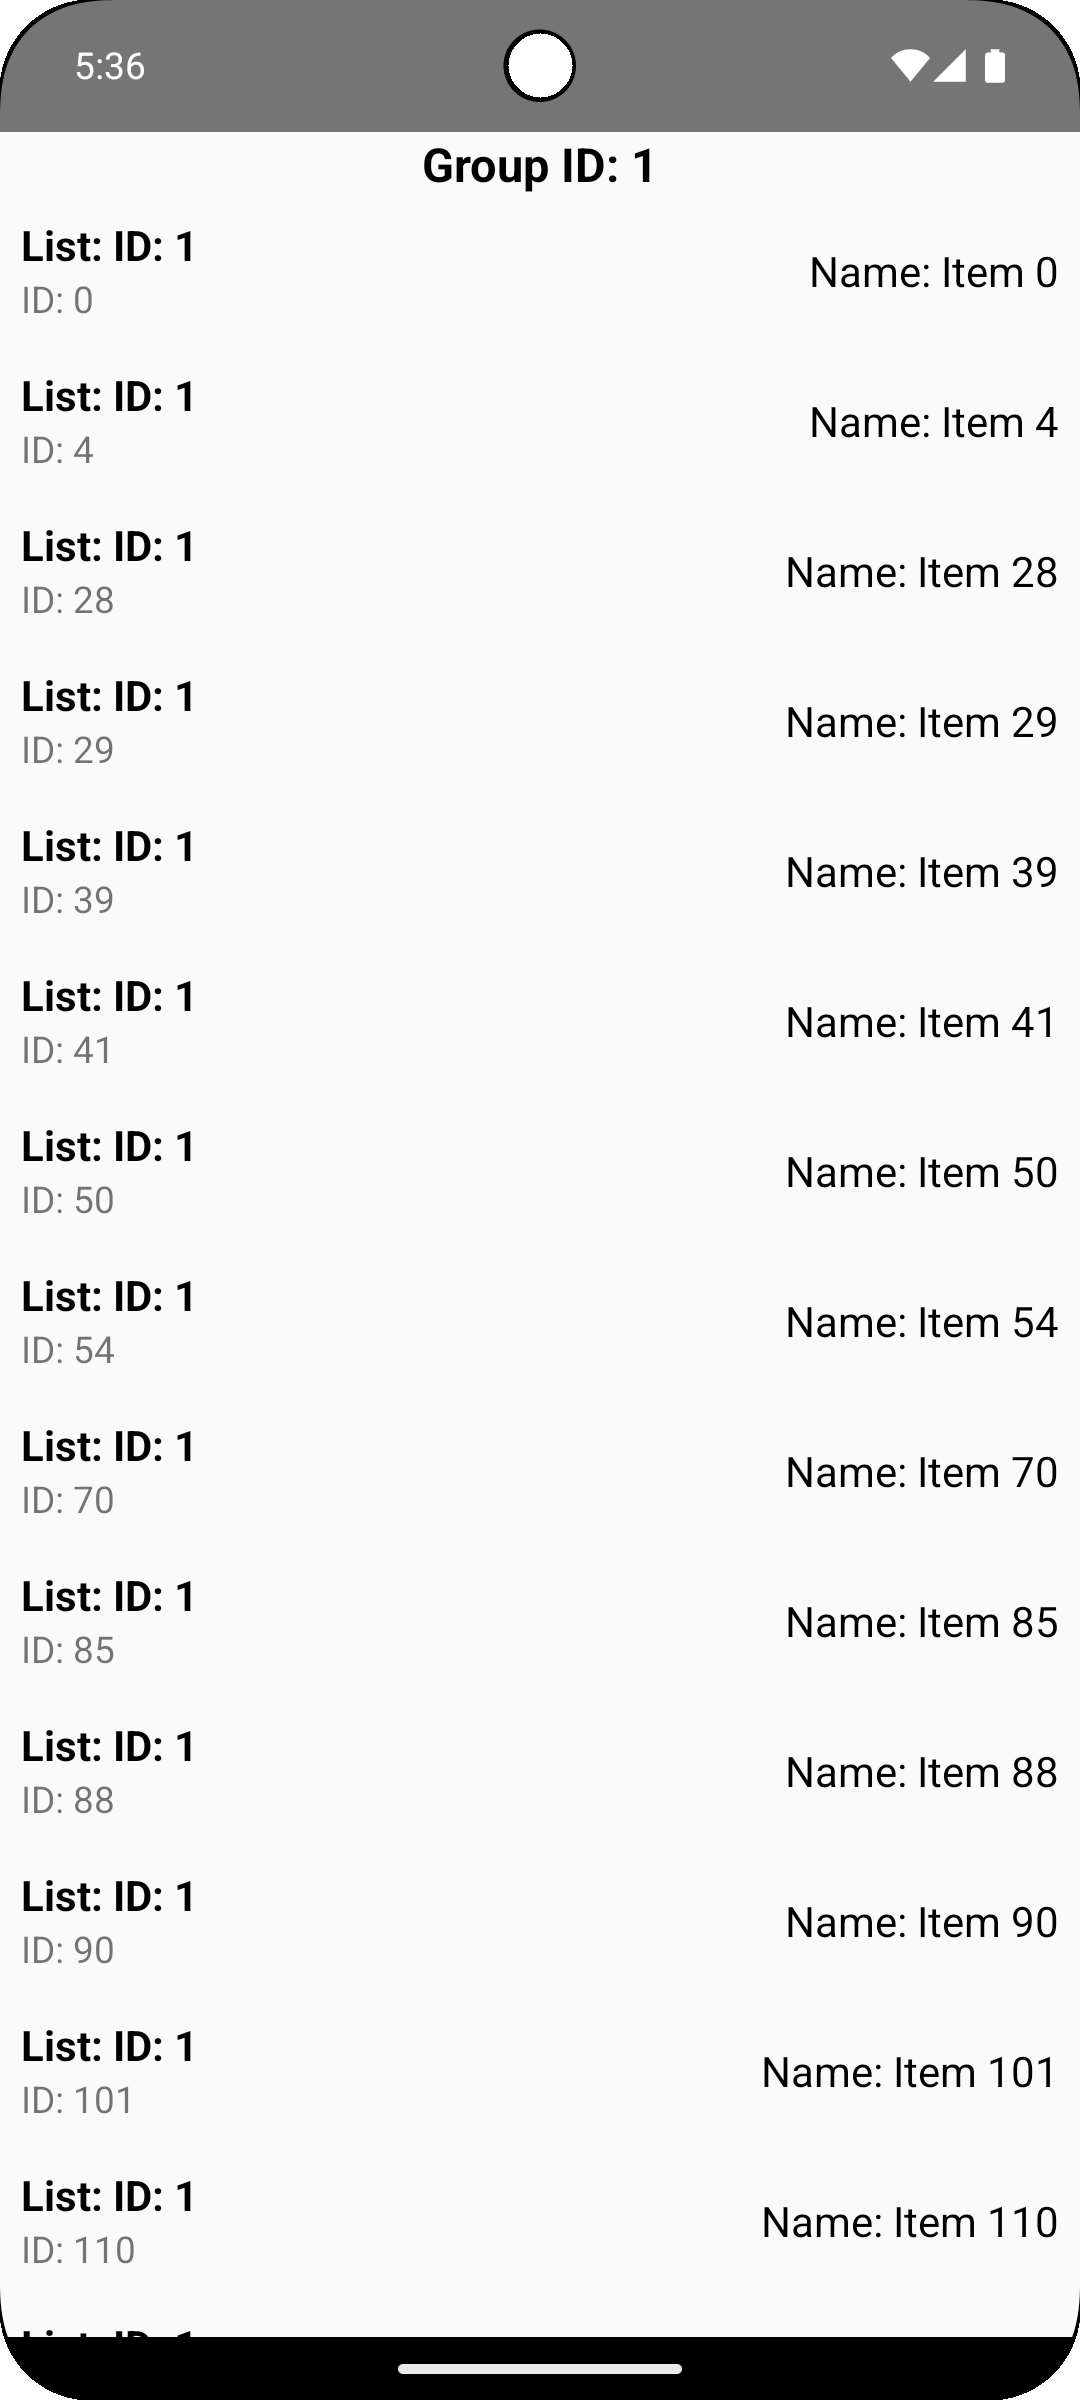 5:36
Group ID: 1
List: ID: 1
ID: 0
Name: Item 0
List: ID: 1
ID: 4
Name: Item 4
List: ID: 1
ID: 28
Name: Item 28
List: ID: 1
ID: 29
Name: Item 29
List: ID: 1
ID: 39
Name: Item 39
List: ID: 1
ID: 41
Name: Item 41
List: ID: 1
ID: 50
Name: Item 50
List: ID: 1
ID: 54
Name: Item 54
List: ID: 1
ID: 70
Name: Item 70
List: ID: 1
ID: 85
Name: Item 85
List: ID: 1
ID: 88
Name: Item 88
List: ID: 1
ID: 90
Name: Item 90
List: ID: 1
ID: 101
Name: Item 101
List: ID: 1
ID: 110
Name: Item 110
List: ID: 1